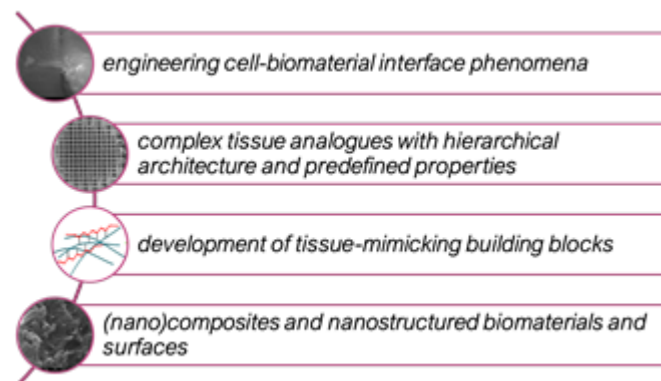 engineering cell-biomaterial interface phenomena
complex tissue analogues with hierarchical
architecture and predefined properties
development of tissue-mimicking building blocks
(nano)composites and nanostructured biomaterials and
surfaces